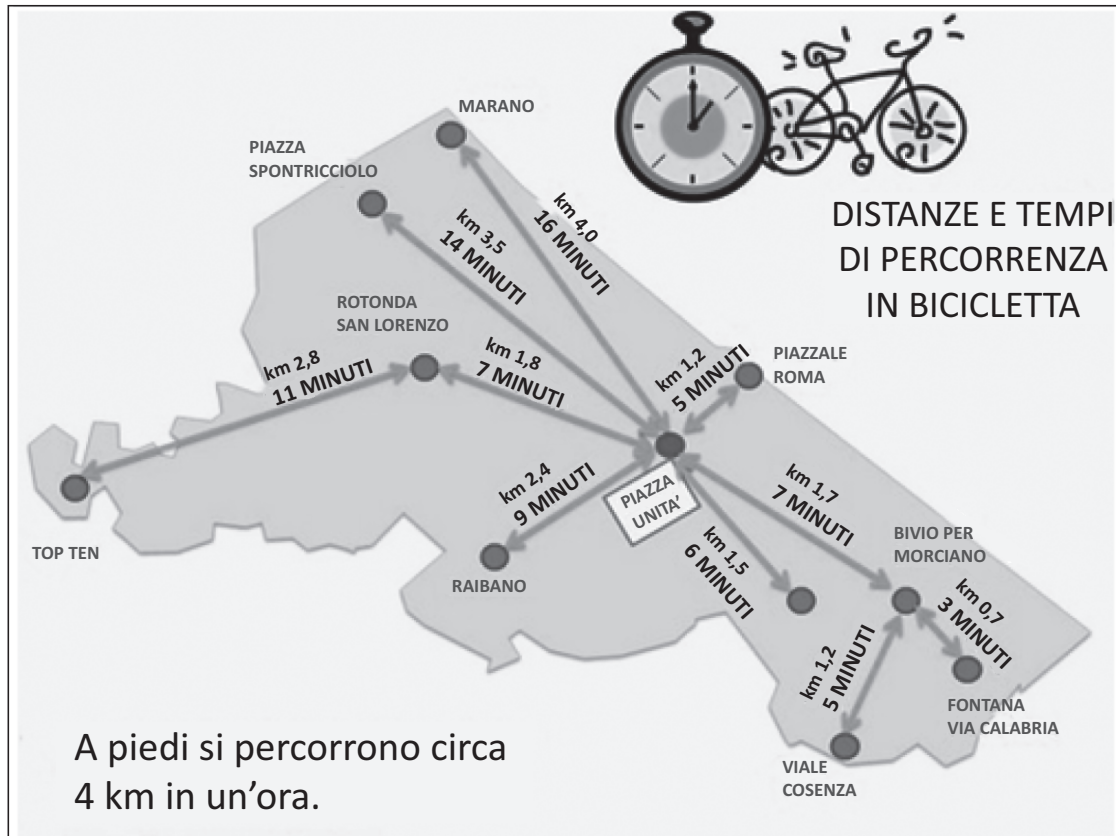 MARANO
PIAZZA
SPONTRICCIOLO
km 4,0
16 MINUTI
km 3,5
14 MINUTI
DISTANZE E TEMPI
DI PERCORRENZA
IN BICICLETTA
ROTONDA
SAN LORENZO
km 2,8
11 MINUTI
km 1,8
7 MINUTI
km 1,2
5 MINUTI
PIAZZALE
ROMA
km 2,4
9 MINUTI
PIAZZA
UNITA'
km 1,7
7 MINUTI
TOP TEN
RAIBANO
km 1,5
6 MINUTI
BIVIO PER
MORCIANO
km 0,7
3 MINUTI
km 1,2
5 MINUTI
FONTANA
VIA CALABRIA
VIALE
COSENZA
A piedi si percorrono circa
4 km in un'ora.